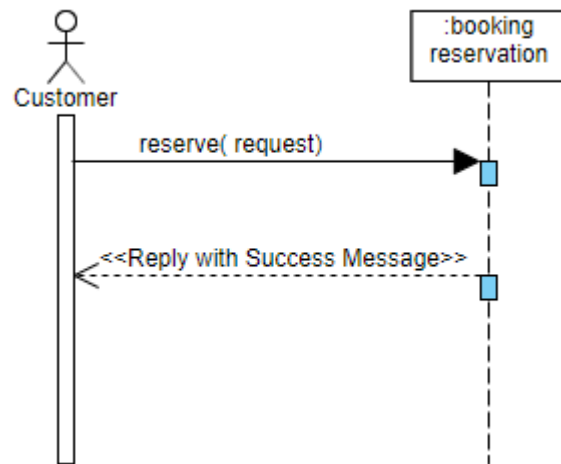 :booking
reservation
Customer
reserve( request)
<<Reply with Success Message>>